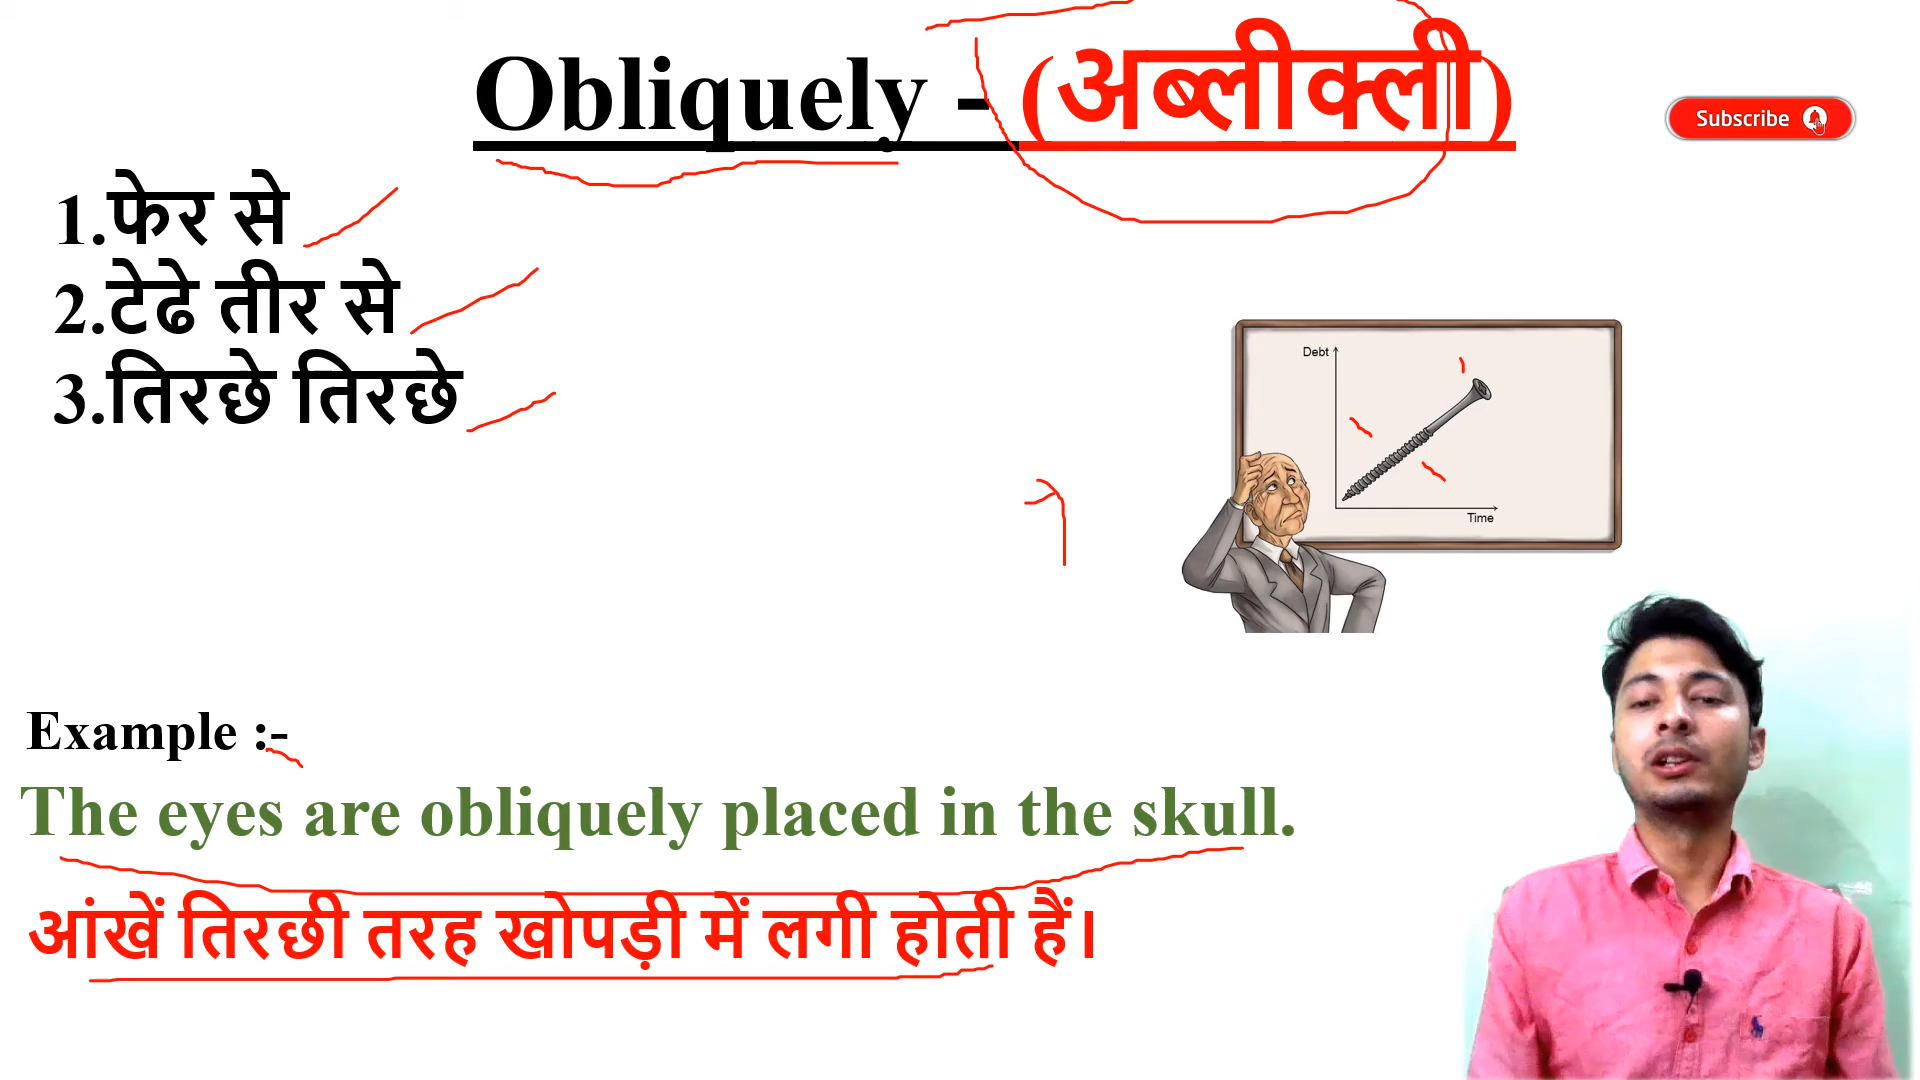 Obliquely - (अब्लीक्ली)
Subscribe
1.फेर से
2.टेढे तीर से
3.तिरछे तिरछे
Debt
Time
Example :-
The eyes are obliquely placed in the skull.
आंखें तिरछी तरह खोपड़ी में लगी होती हैं।